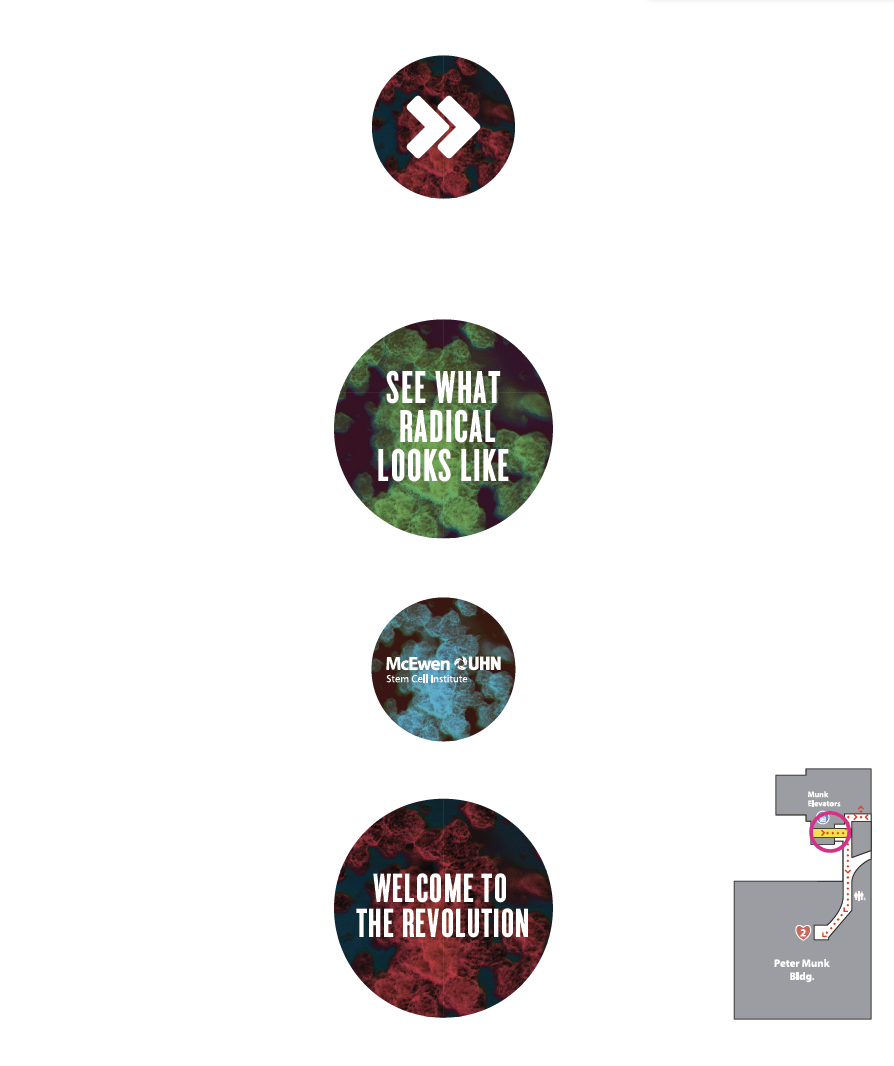 SEE WHAT
RADICAL
LOOKS LIKE
McEwen UHN
Stem Cell Institute
WELCOME TO
THE REVOLUTION
Munk
Elevators
2
Peter Munk
Bldg.